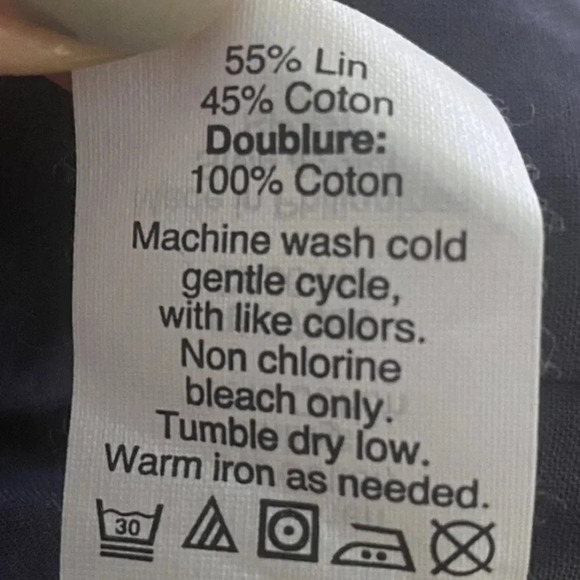 55% Lin
45% Coton
Doublure:
100% Coton
Machine wash cold
gentle cycle,
with like colors.
Non chlorine
bleach only.
Tumble dry low.
Warm iron as needed.
30